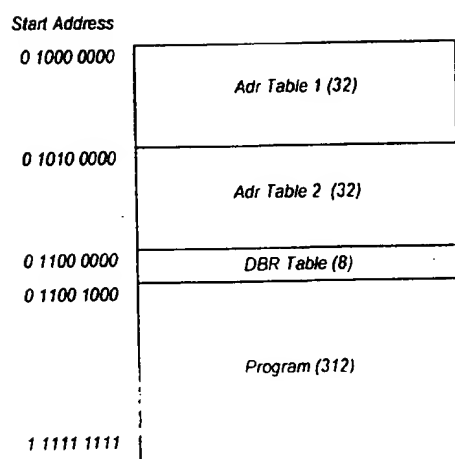 Start Address
0 1000 0000
Adr Table 1 (32)
0 1010 0000
Adr Table 2 (32)
0 1100 0000
DBR Table (8)
0 1100 1000
Program (312)
1 1111 1111